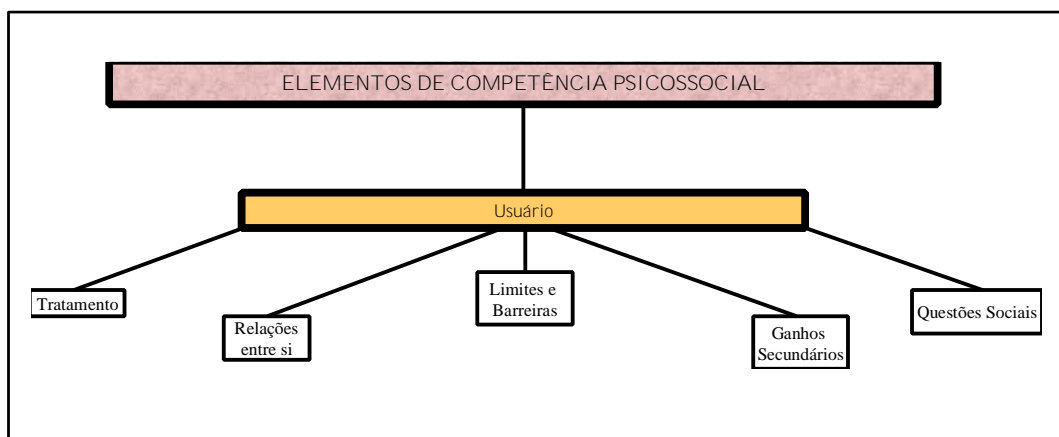 ELEMENTOS DE COMPETÊNCIA PSICOSSOCIAL
Usuário
Tratamento
Relações
entre si
Limites e
Barreiras
Ganhos
Secundários
Questões Sociais